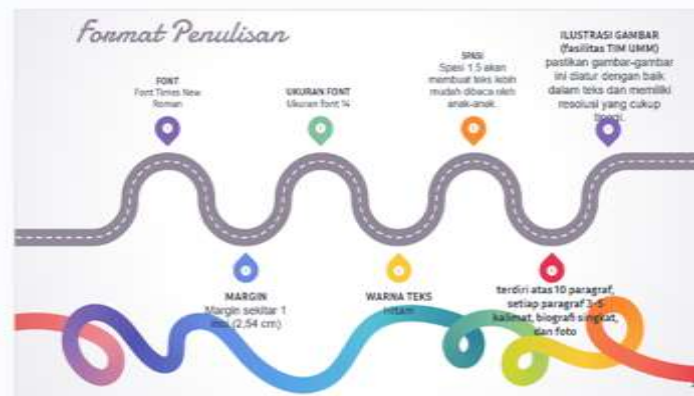 Format Penulisan
FONT
Font Times New
Roman
UKURAN FONT
Ukuran font 14
SPASI
Spasi 1.5 akan
membuat teks lebih
mudah dibaca oleh
anak-anak.
ILUSTRASI GAMBAR
(fasilitas TIM UMM)
pastikan gambar-gambar
ini diatur dengan baik
dalam teks dan memiliki
resolusi yang cukup
tinggi.
MARGIN
Margin sekitar 1
inci (2,54 cm)
WARNA TEKS
Hitam
terdiri atas 10 paragraf,
setiap paragraf 3-5
kalimat, biografi singkat,
dan foto